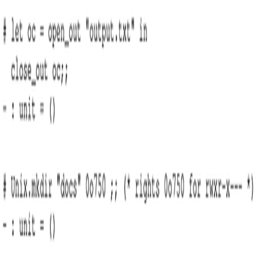 # let oc = open_out "output.txt" in
  close_out oc;;
- : unit = ()
# Unix.mkdir "docs" 0o750 ;; (* rights 0o750 for rwxr-x--- *)
- : unit = ()